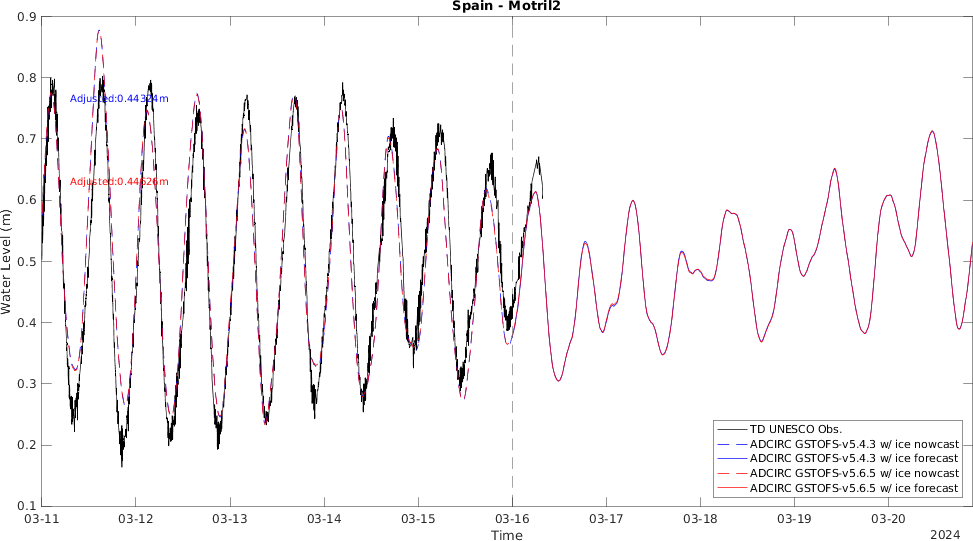 Spain - Motril2
0.9
0.8
0.7
0.6
0.5
0.4
0.3
0.2
0.1
Water Level (m)
Adjusted:0.44324m
Adjusted:0.44626m
TD UNESCO Obs.
ADCIRC GSTOFS-v5.4.3 w/ ice nowcast
ADCIRC GSTOFS-v5.4.3 w/ ice forecast
ADCIRC GSTOFS-v5.6.5 w/ ice nowcast
ADCIRC GSTOFS-v5.6.5 w/ ice forecast
03-11 03-12 03-13 03-14 03-15 03-16 03-17 03-18 03-19 03-20
Time
2024